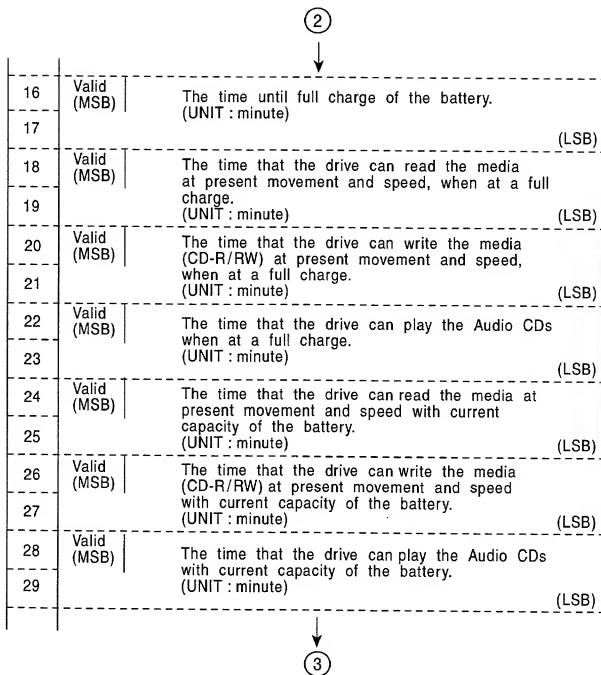 2
16 Valid The time until full charge of the battery.
(MSB) (UNIT : minute)
17 (LSB)
18 Valid The time that the drive can read the media
(MSB) at present movement and speed, when at a full
19 charge.
(UNIT : minute) (LSB)
20 Valid The time that the drive can write the media
(MSB) (CD-R/RW) at present movement and speed,
21 when at a full charge.
(UNIT : minute) (LSB)
22 Valid The time that the drive can play the Audio CDs
(MSB) when at a full charge.
23 (UNIT : minute) (LSB)
24 Valid The time that the drive can read the media at
(MSB) present movement and speed with current
25 capacity of the battery.
(UNIT : minute) (LSB)
26 Valid The time that the drive can write the media
(MSB) (CD-R/RW) at present movement and speed
27 with current capacity of the battery.
(UNIT : minute) (LSB)
28 Valid The time that the drive can play the Audio CDs
(MSB) with current capacity of the battery.
29 (UNIT : minute) (LSB)
3